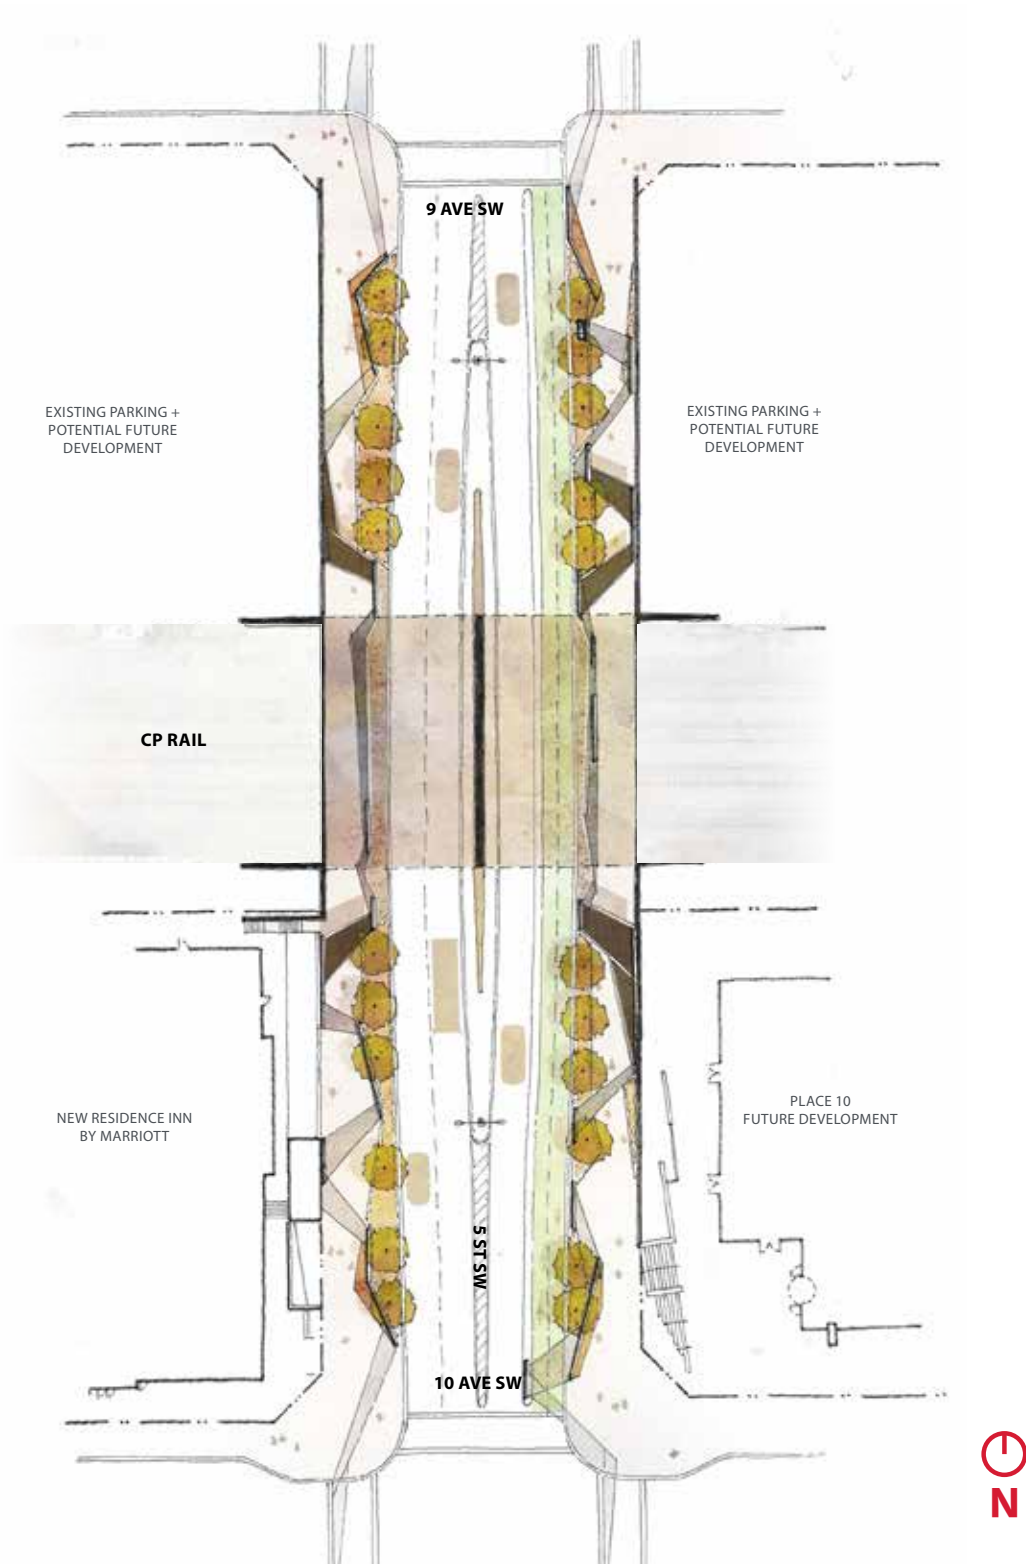 9 AVE SW
EXISTING PARKING +
POTENTIAL FUTURE
DEVELOPMENT
EXISTING PARKING +
POTENTIAL FUTURE
DEVELOPMENT
CP RAIL
NEW RESIDENCE INN
BY MARRIOTT
PLACE 10
FUTURE DEVELOPMENT
5 ST SW
10 AVE SW
N